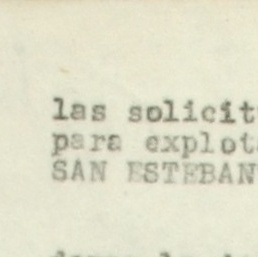 las solicit
para explot
SAN ESTEBAN